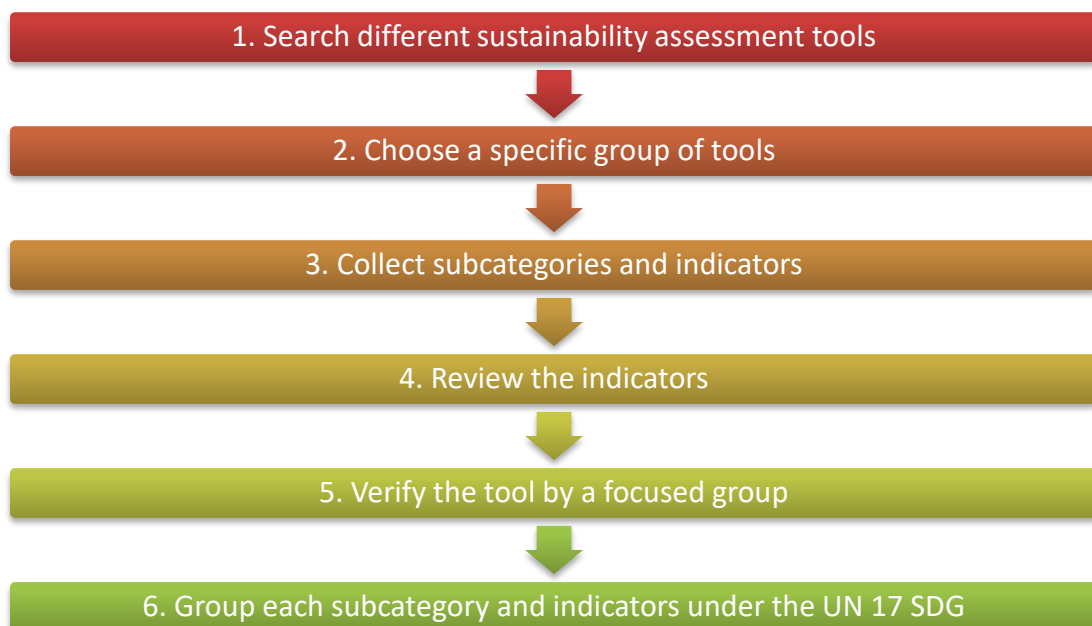 1. Search different sustainability assessment tools
2. Choose a specific group of tools
3. Collect subcategories and indicators
4. Review the indicators
5. Verify the tool by a focused group
6. Group each subcategory and indicators under the UN 17 SDG